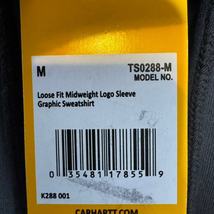 M TS0288-M
MODEL NO.
Loose Fit Midweight Logo Sleeve
Graphic Sweatshirt
0 35481 17855 9
K288 001
CARHARTT.COM